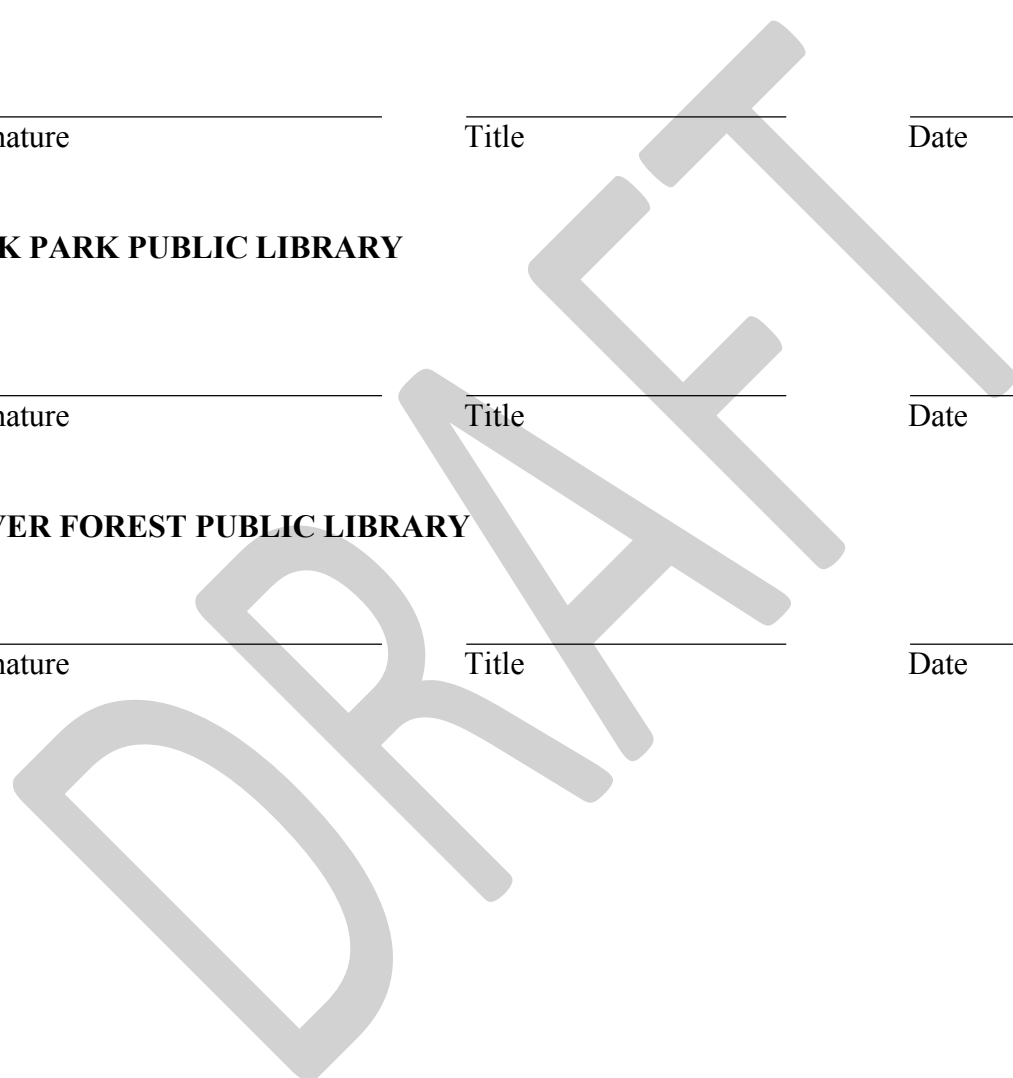 nature Title Date
K PARK PUBLIC LIBRARY
nature Title Date
VER FOREST PUBLIC LIBRARY
nature Title Date
DRAFT